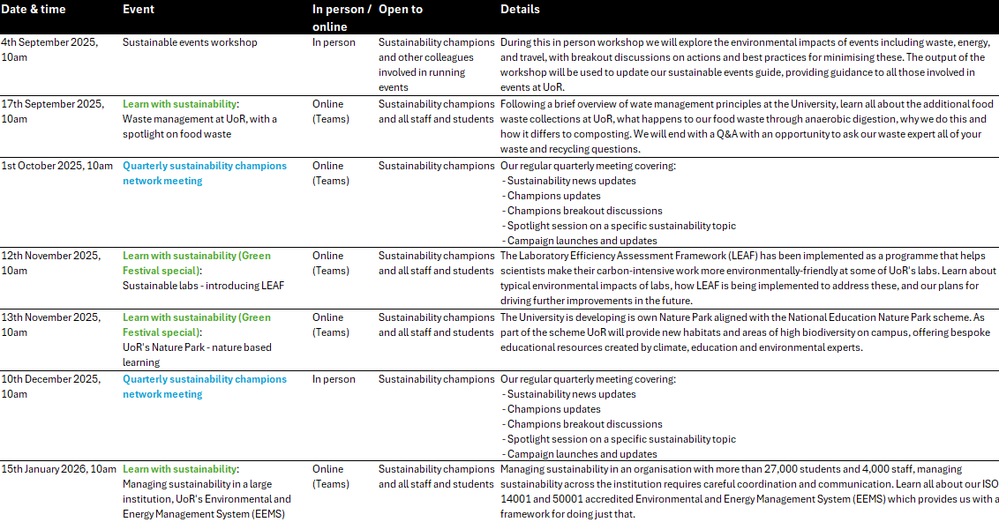 Date & time Event In person / online Open to Details
4th September 2025, 10am
Sustainable events workshop
In person
Sustainability champions
and other colleagues
involved in running
events
During this in person workshop we will explore the environmental impacts of events including waste, energy,
and travel, with breakout discussions on actions and best practices for minimising these. The output of the
workshop will be used to update our sustainable events guide, providing guidance to all those involved in
events at UoR.
17th September 2025,
10am
Learn with sustainability:
Waste management at UoR, with a
spotlight on food waste
Online
(Teams)
Sustainability champions
and all staff and students
Following a brief overview of wate management principles at the University, learn all about the additional food
waste collections at UoR, what happens to our food waste through anaerobic digestion, why we do this and
how it differs to composting. We will end with a Q&A with an opportunity to ask our waste expert all of your
waste and recycling questions.
1st October 2025, 10am
Quarterly sustainability champions
network meeting
Online
(Teams)
Sustainability champions
Our regular quarterly meeting covering:
- Sustainability news updates
- Champions updates
- Champions breakout discussions
- Spotlight session on a specific sustainability topic
- Campaign launches and updates
12th November 2025,
10am
Learn with sustainability (Green
Festival special):
Sustainable labs - introducing LEAF
Online
(Teams)
Sustainability champions
and all staff and students
The Laboratory Efficiency Assessment Framework (LEAF) has been implemented as a programme that helps
scientists make their carbon-intensive work more environmentally-friendly at some of UoR's labs. Learn about
typical environmental impacts of labs, how LEAF is being implemented to address these, and our plans for
driving further improvements in the future.
13th November 2025,
10am
Learn with sustainability (Green
Festival special):
UoR's Nature Park - nature based
learning
Online
(Teams)
Sustainability champions
and all staff and students
The University is developing is own Nature Park aligned with the National Education Nature Park scheme. As
part of the scheme UoR will provide new habitats and areas of high biodiversity on campus, offering bespoke
educational resources created by climate, education and environmental experts.
10th December 2025,
10am
Quarterly sustainability champions
network meeting
In person
Sustainability champions
Our regular quarterly meeting covering:
- Sustainability news updates
- Champions updates
- Champions breakout discussions
- Spotlight session on a specific sustainability topic
- Campaign launches and updates
15th January 2026, 10am
Learn with sustainability:
Managing sustainability in a large
institution, UoR's Environmental and
Energy Management System (EEMS)
Online
(Teams)
Sustainability champions
and all staff and students
Managing sustainability in an organisation with more than 27,000 students and 4,000 staff, managing
sustainability across the institution requires careful coordination and communication. Learn all about our ISO
14001 and 50001 accredited Environmental and Energy Management System (EEMS) which provides us with a
framework for doing just that.